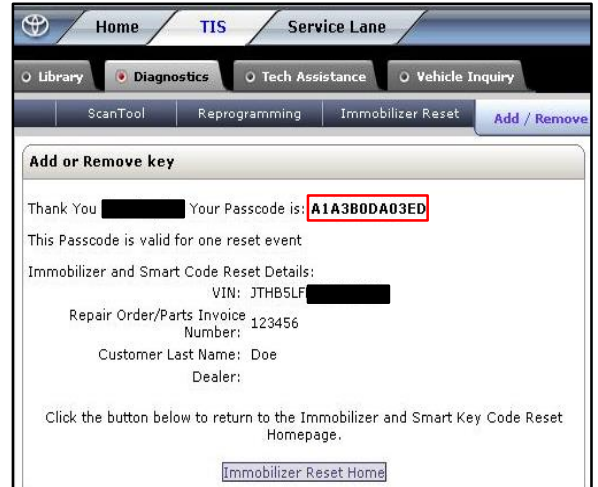 Home TIS Service Lane
Library Diagnostics Tech Assistance Vehicle Inquiry
ScanTool Reprogramming Immobilizer Reset Add / Remove
Add or Remove key
Thank You Your Passcode is: A1A3B0DA03ED
This Passcode is valid for one reset event
Immobilizer and Smart Code Reset Details:
VIN: JTHB5LF
Repair Order/Parts Invoice
Number: 123456
Customer Last Name: Doe
Dealer:
Click the button below to return to the Immobilizer and Smart Key Code Reset
Homepage.
Immobilizer Reset Home